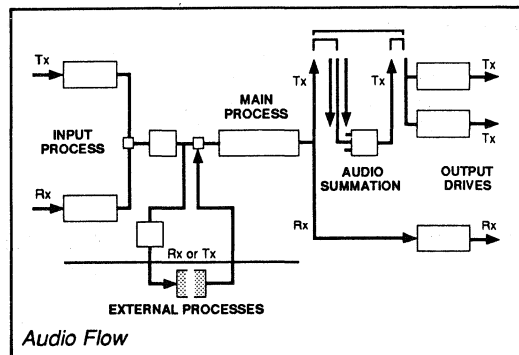 Tx
Tx
Tx
Tx
MAIN
PROCESS
INPUT
PROCESS
Tx
AUDIO
SUMMATION
OUTPUT
DRIVES
Rx
Rx
Rx
Rx or Tx
EXTERNAL PROCESSES
Audio Flow